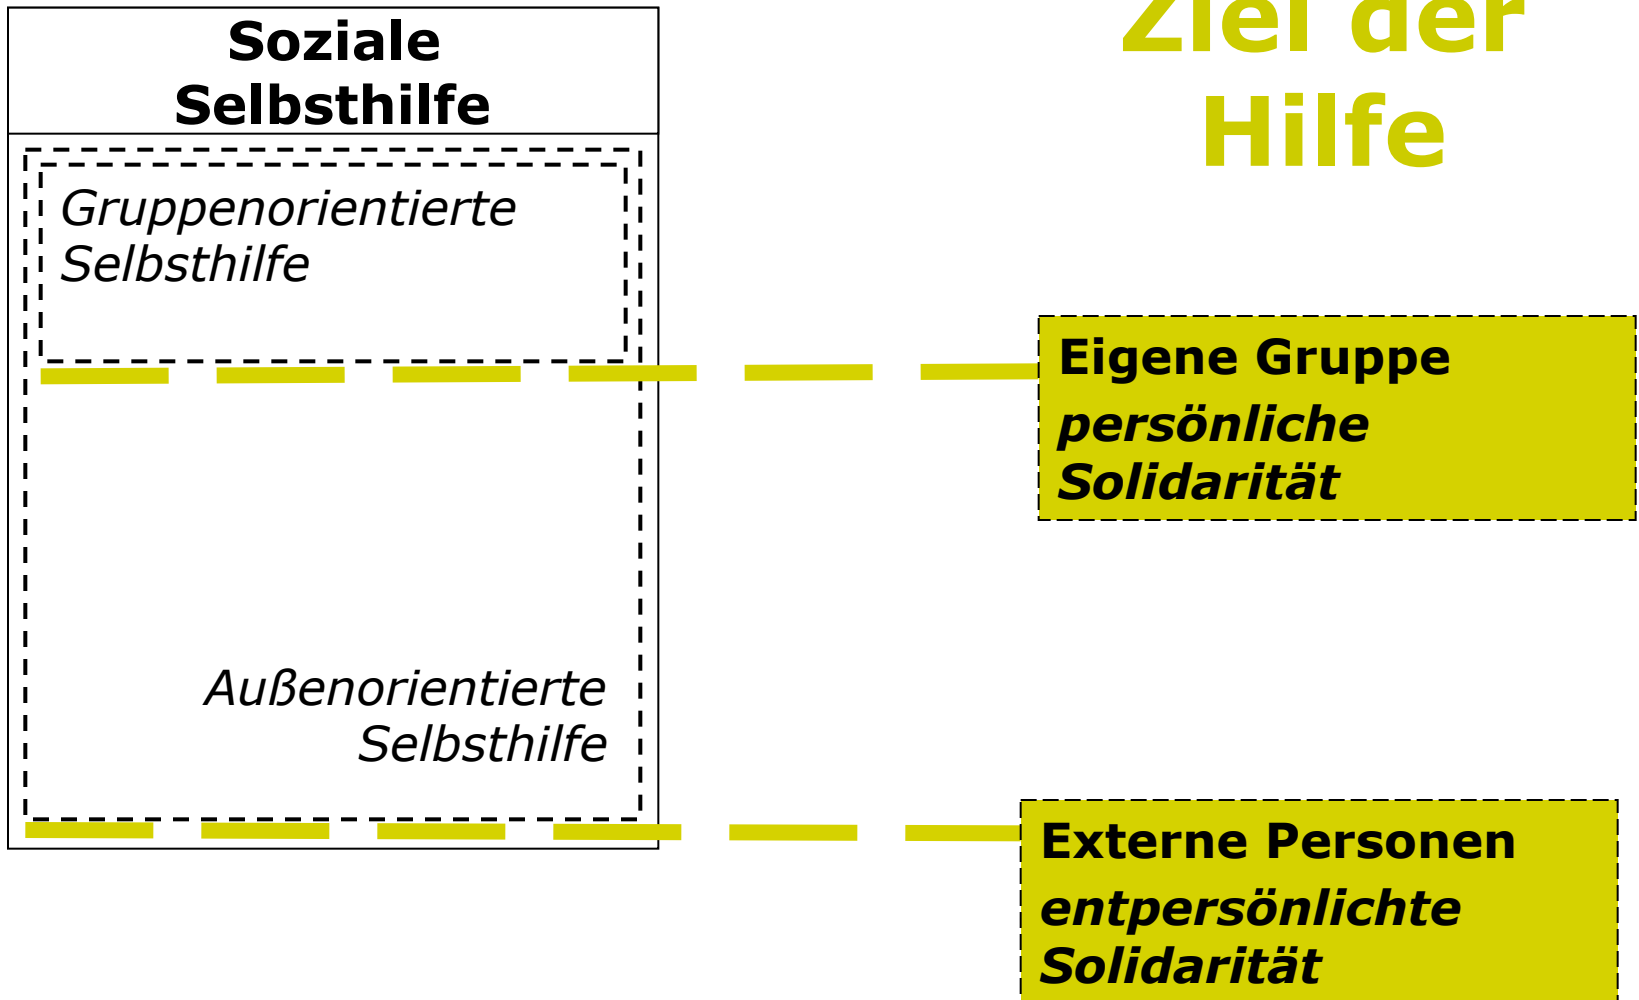 Soziale
Selbsthilfe
Ziel der
Hilfe
Gruppenorientierte
Selbsthilfe
Eigene Gruppe
persönliche
Solidarität
Außenorientierte
Selbsthilfe
Externe Personen
entpersönlichte
Solidarität